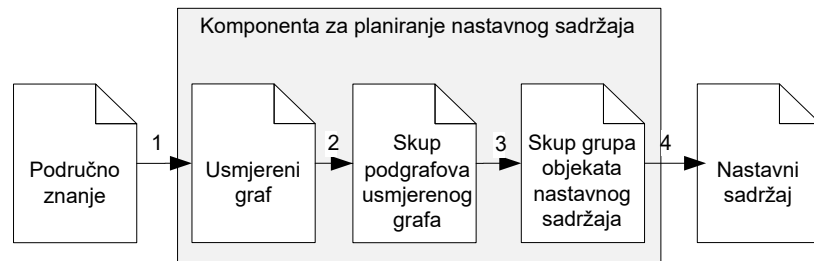 Komponenta za planiranje nastavnog sadržaja
Područno
znanje
1
Usmjereni
graf
2
Skup
podgrafova
usmjerenog
grafa
3
Skup grupa
objekata
nastavnog
sadržaja
4
Nastavni
sadržaj